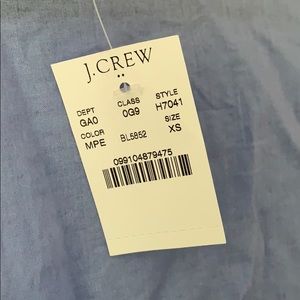 J.CREW
DEPT CLASS STYLE
GA0 0G9 H7041
COLOR SIZE
MPE BL5852 XS
099104879475